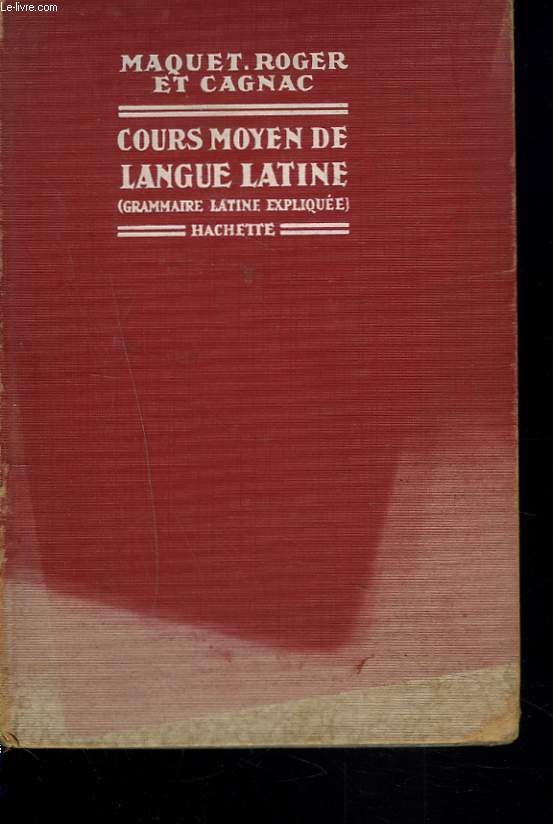 Le-livre.com
MAQUET. ROGER
ET CAGNAC
COURS MOYEN DE
LANGUE LATINE
(GRAMMAIRE LATINE EXPLIQUÉE)
HACHETTE